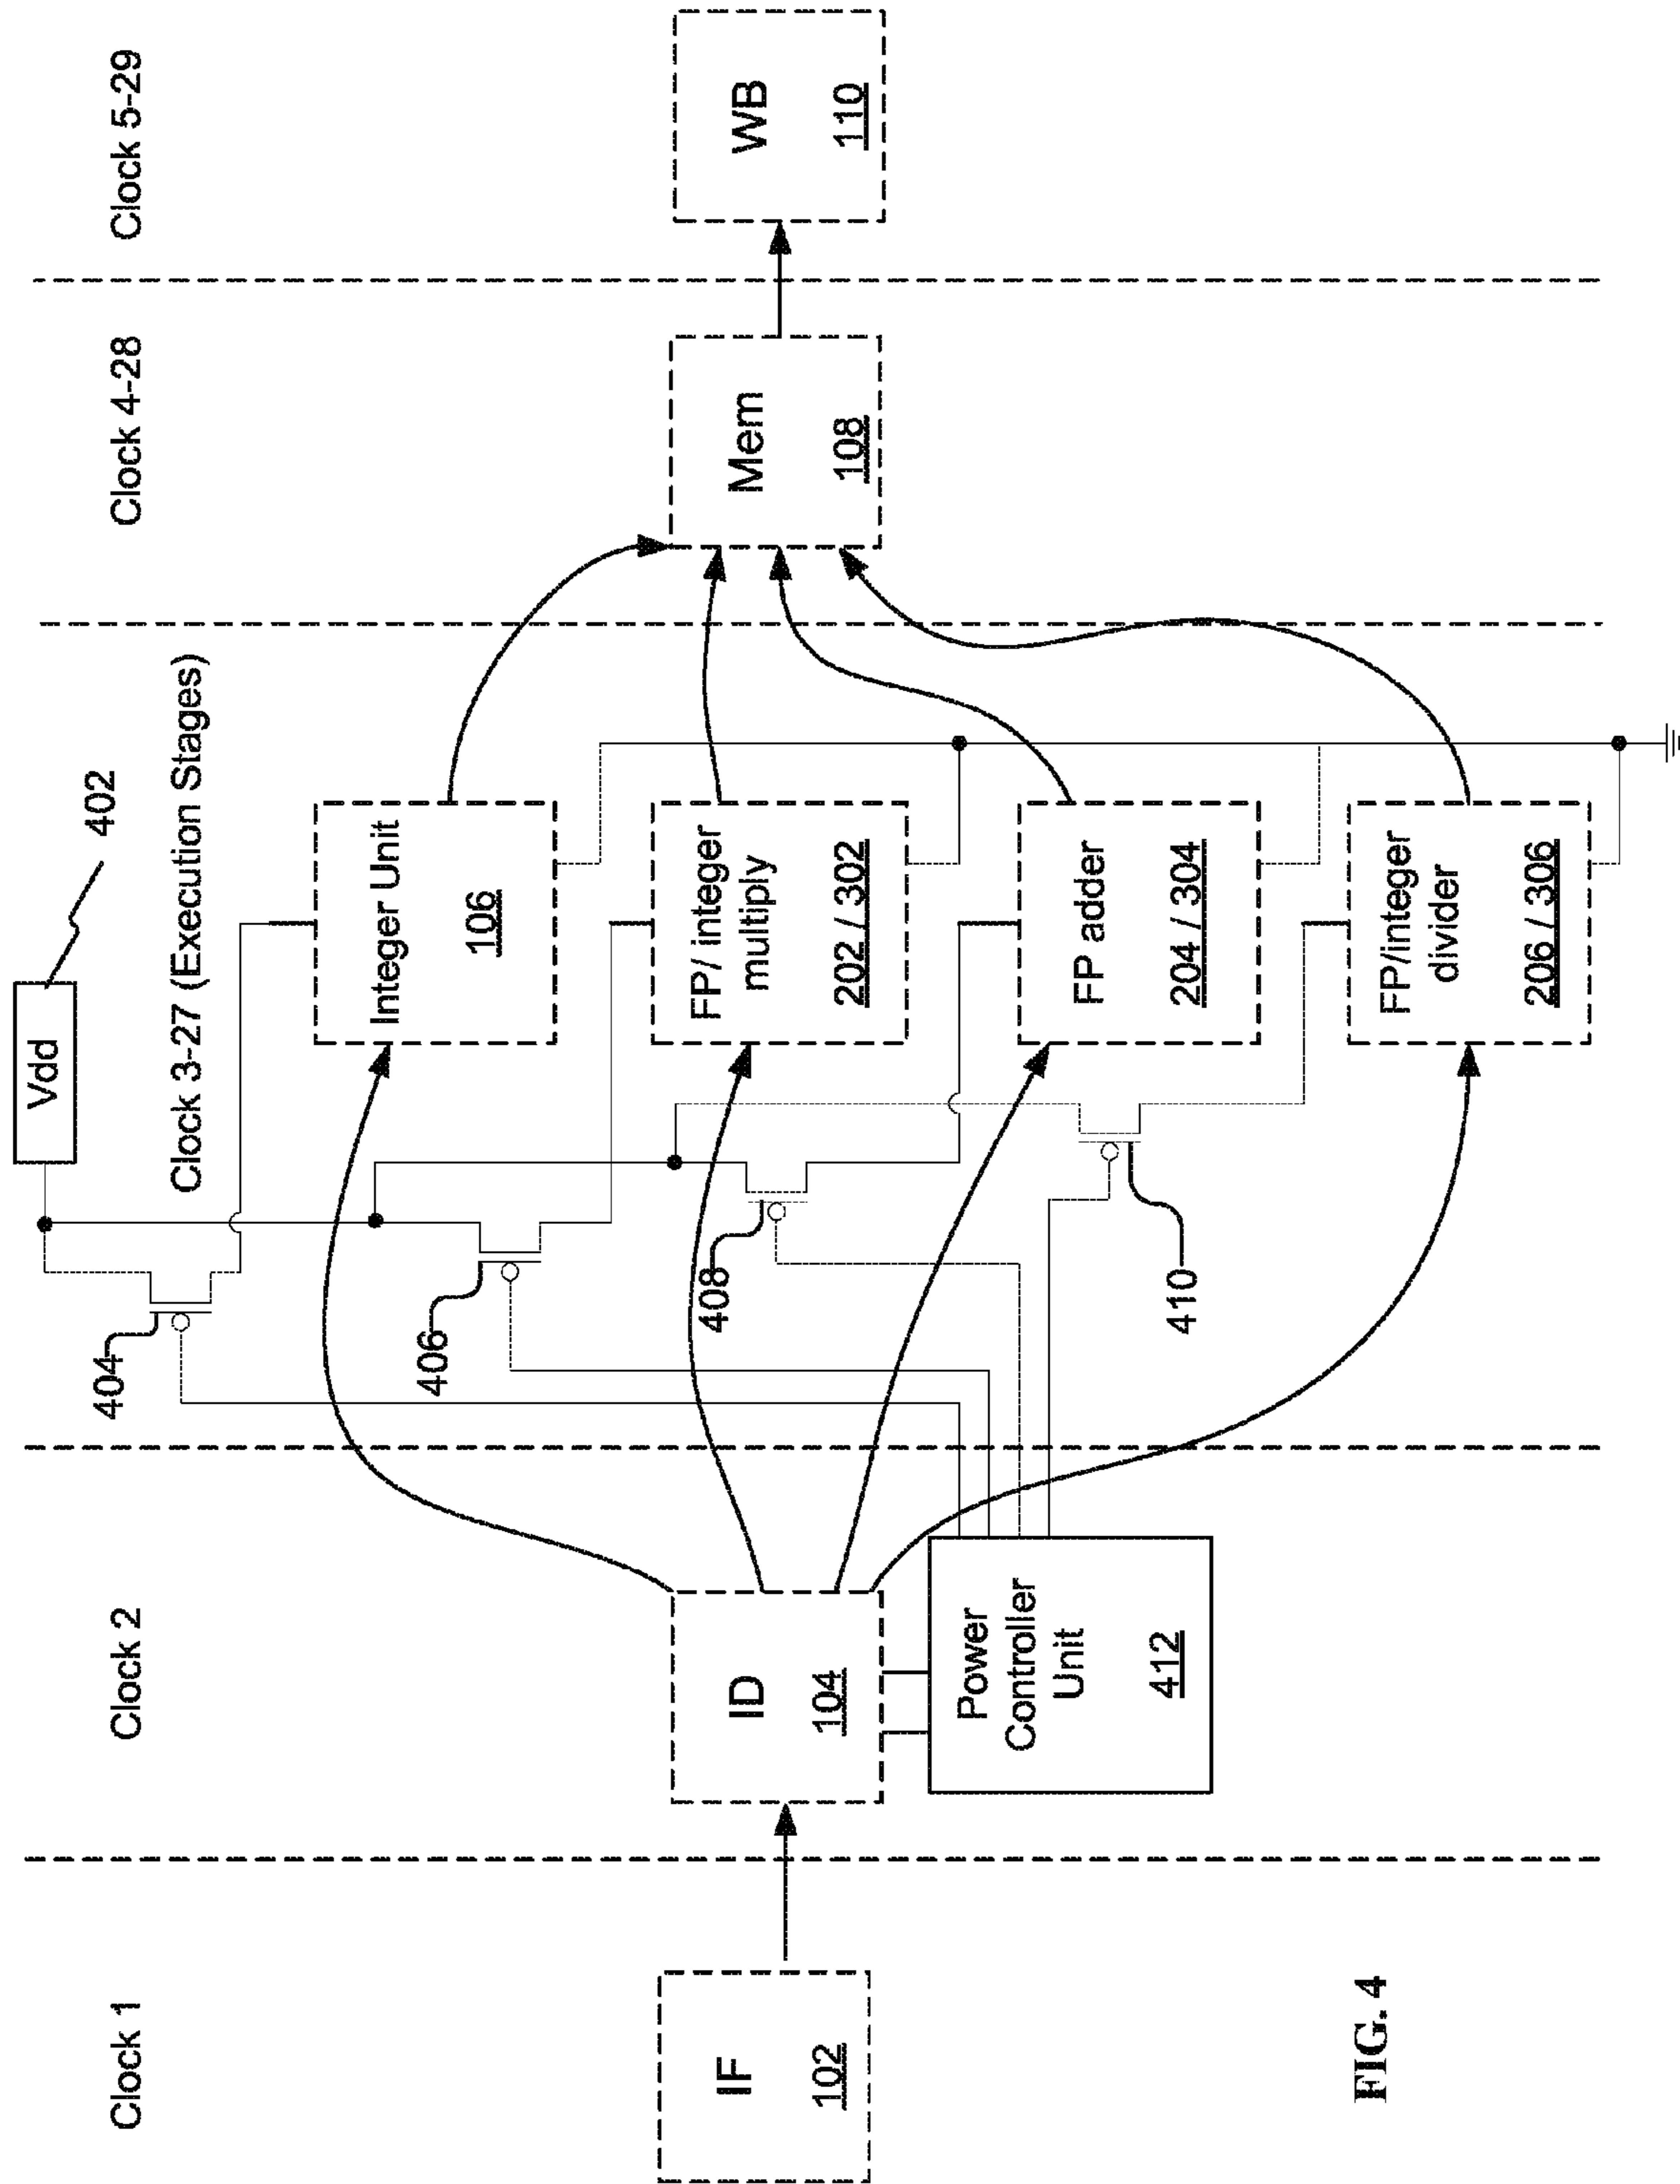 Clock 1
Clock 2
Clock 3-27 (Execution Stages)
Clock 4-28
Clock 5-29
Vdd
402
404
406
408
410
IF
102
ID
104
Power
Controller
Unit
412
Integer Unit
106
FP/ integer
multiply
202 / 302
FP adder
204 / 304
FP/integer
divider
206 / 306
Mem
108
WB
110
FIG. 4